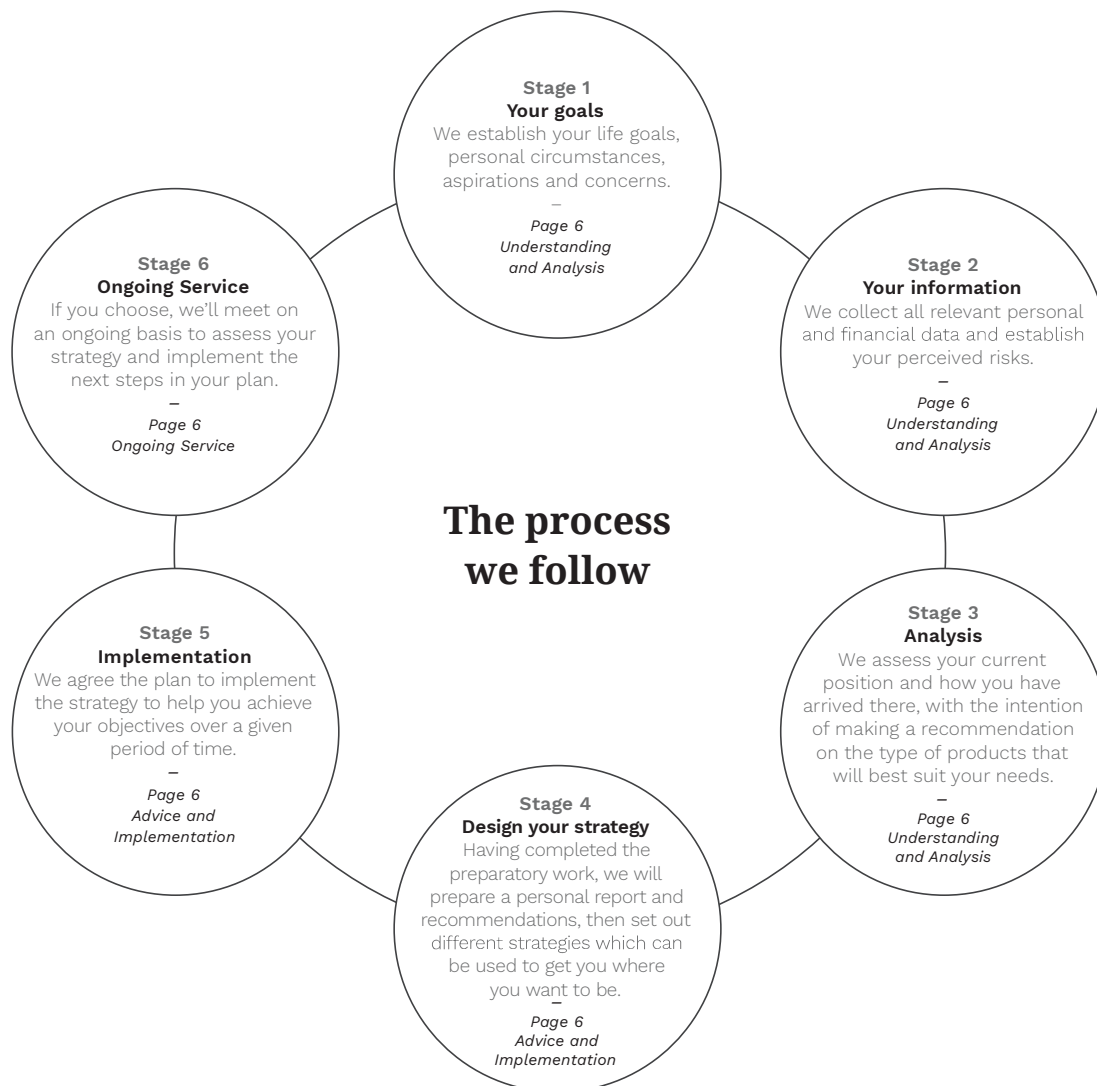 Stage 1
Your goals
We establish your life goals,
personal circumstances,
aspirations and concerns.
–
Page 6
Understanding
and Analysis
Stage 2
Your information
We collect all relevant personal
and financial data and establish
your perceived risks.
–
Page 6
Understanding
and Analysis
Stage 3
Analysis
We assess your current
position and how you have
arrived there, with the intention
of making a recommendation
on the type of products that
will best suit your needs.
–
Page 6
Understanding
and Analysis
Stage 4
Design your strategy
Having completed the
preparatory work, we will
prepare a personal report and
recommendations, then set out
different strategies which can
be used to get you where
you want to be.
–
Page 6
Advice and
Implementation
Stage 5
Implementation
We agree the plan to implement
the strategy to help you achieve
your objectives over a given
period of time.
–
Page 6
Advice and
Implementation
Stage 6
Ongoing Service
If you choose, we’ll meet on
an ongoing basis to assess your
strategy and implement the
next steps in your plan.
–
Page 6
Ongoing Service
The process
we follow